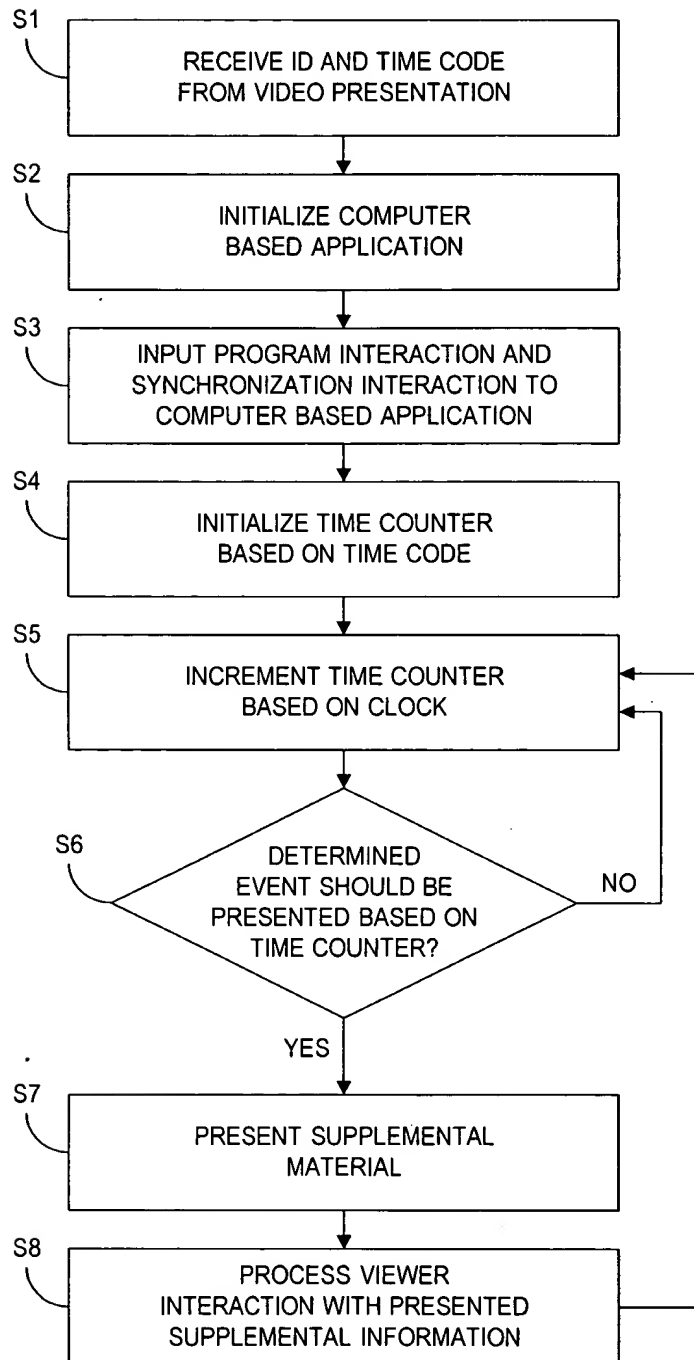 S1
RECEIVE ID AND TIME CODE
FROM VIDEO PRESENTATION
S2
INITIALIZE COMPUTER
BASED APPLICATION
S3
INPUT PROGRAM INTERACTION AND
SYNCHRONIZATION INTERACTION TO
COMPUTER BASED APPLICATION
S4
INITIALIZE TIME COUNTER
BASED ON TIME CODE
S5
INCREMENT TIME COUNTER
BASED ON CLOCK
S6
DETERMINED
EVENT SHOULD BE
PRESENTED BASED ON
TIME COUNTER?
NO
YES
S7
PRESENT SUPPLEMENTAL
MATERIAL
S8
PROCESS VIEWER
INTERACTION WITH PRESENTED
SUPPLEMENTAL INFORMATION